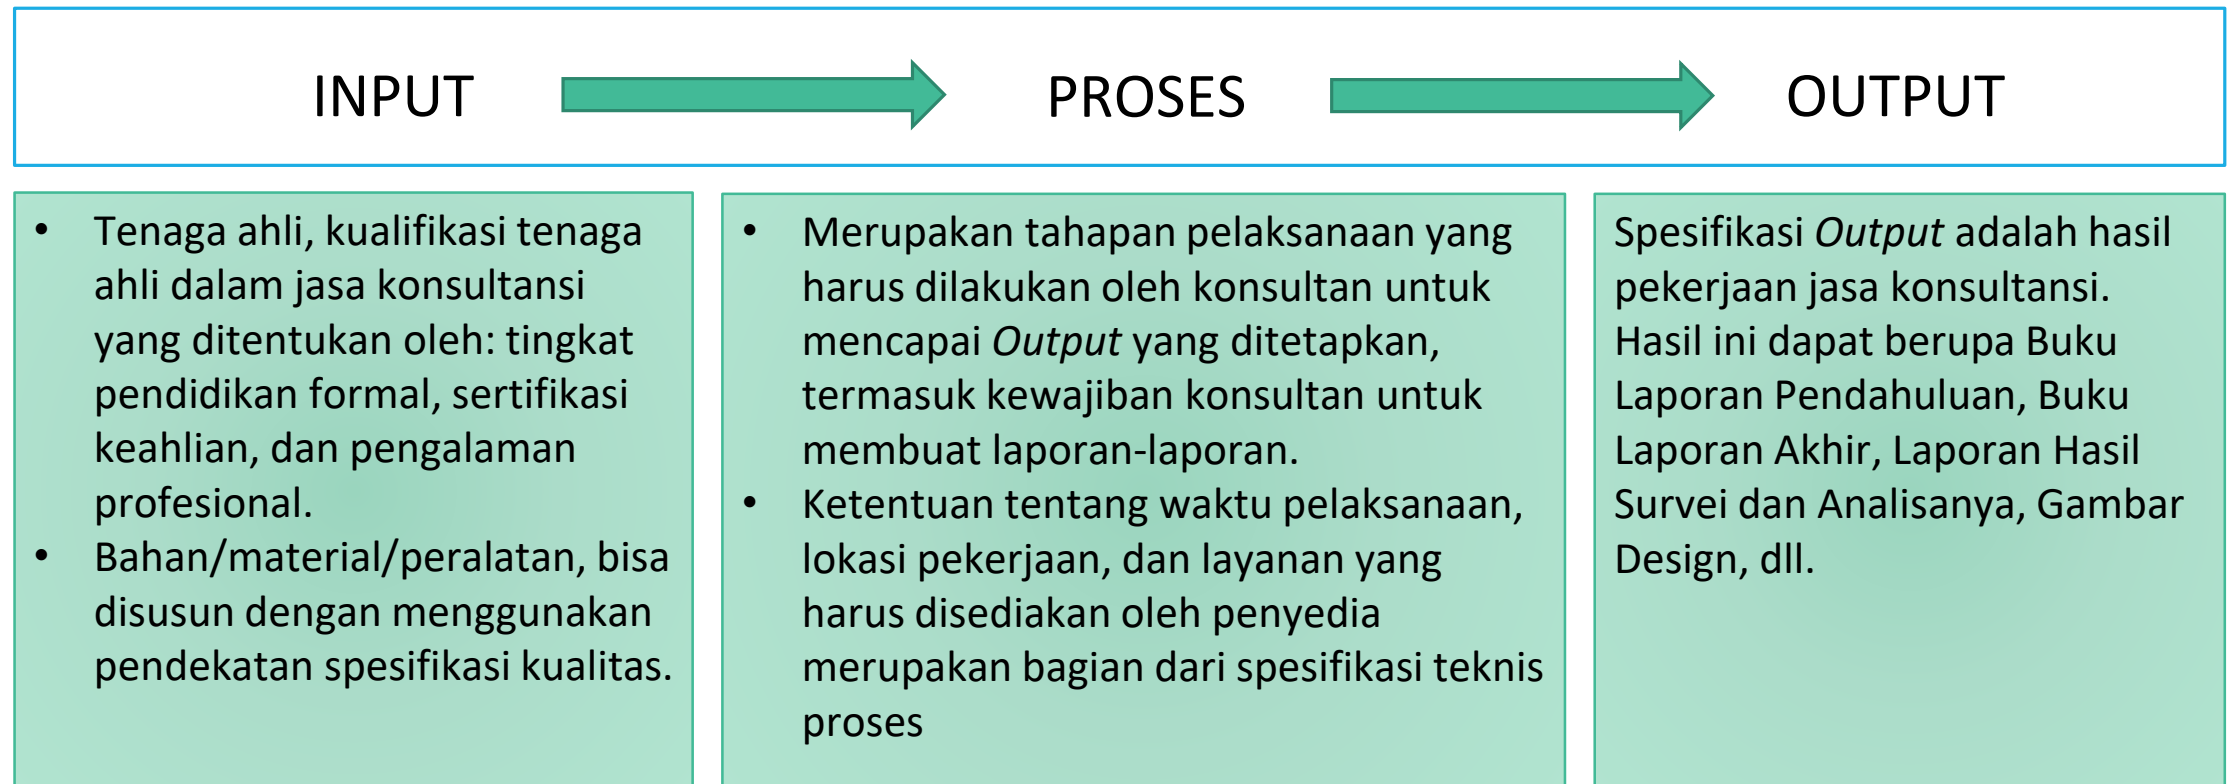 INPUT
PROSES
OUTPUT
• Tenaga ahli, kualifikasi tenaga
ahli dalam jasa konsultansi
yang ditentukan oleh: tingkat
pendidikan formal, sertifikasi
keahlian, dan pengalaman
profesional.
• Bahan/material/peralatan, bisa
disusun dengan menggunakan
pendekatan spesifikasi kualitas.
• Merupakan tahapan pelaksanaan yang
harus dilakukan oleh konsultan untuk
mencapai Output yang ditetapkan,
termasuk kewajiban konsultan untuk
membuat laporan-laporan.
• Ketentuan tentang waktu pelaksanaan,
lokasi pekerjaan, dan layanan yang
harus disediakan oleh penyedia
merupakan bagian dari spesifikasi teknis
proses
Spesifikasi Output adalah hasil
pekerjaan jasa konsultansi.
Hasil ini dapat berupa Buku
Laporan Pendahuluan, Buku
Laporan Akhir, Laporan Hasil
Survei dan Analisanya, Gambar
Design, dll.